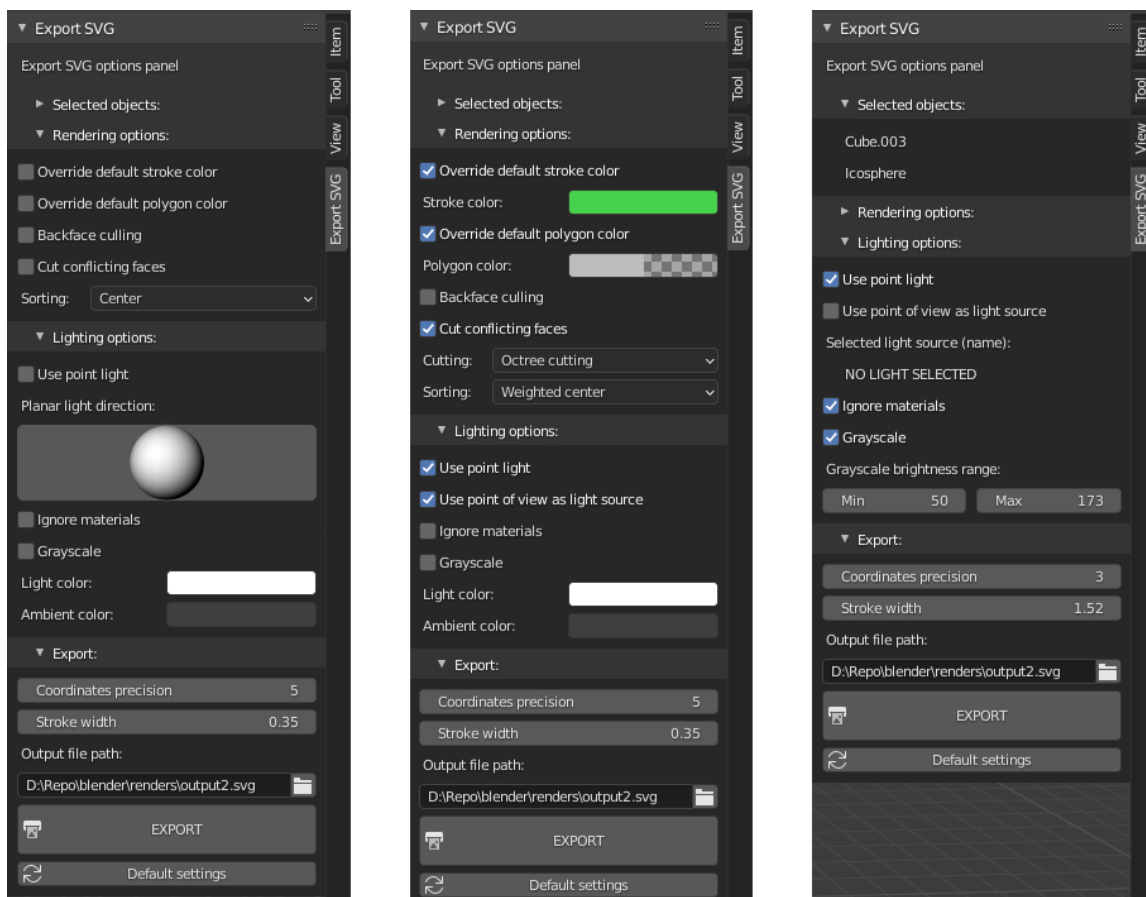 Export SVG
Export SVG options panel
Selected objects:
Rendering options:
Override default stroke color
Override default polygon color
Backface culling
Cut conflicting faces
Sorting: Center
Lighting options:
Use point light
Planar light direction:
Ignore materials
Grayscale
Light color:
Ambient color:
Export:
Coordinates precision 5
Stroke width 0.35
Output file path:
D:\Repo\blender\renders\output2.svg
EXPORT
Default settings
Item
Tool
View
Export SVG
Export SVG
Export SVG options panel
Selected objects:
Rendering options:
Override default stroke color
Stroke color:
Override default polygon color
Polygon color:
Backface culling
Cut conflicting faces
Cutting: Octree cutting
Sorting: Weighted center
Lighting options:
Use point light
Use point of view as light source
Ignore materials
Grayscale
Light color:
Ambient color:
Export:
Coordinates precision 5
Stroke width 0.35
Output file path:
D:\Repo\blender\renders\output2.svg
EXPORT
Default settings
Item
Tool
View
Export SVG
Export SVG
Export SVG options panel
Selected objects:
Cube.003
Icosphere
Rendering options:
Lighting options:
Use point light
Use point of view as light source
Selected light source (name):
NO LIGHT SELECTED
Ignore materials
Grayscale
Grayscale brightness range:
Min 50 Max 173
Export:
Coordinates precision 3
Stroke width 1.52
Output file path:
D:\Repo\blender\renders\output2.svg
EXPORT
Default settings
Item
Tool
View
Export SVG